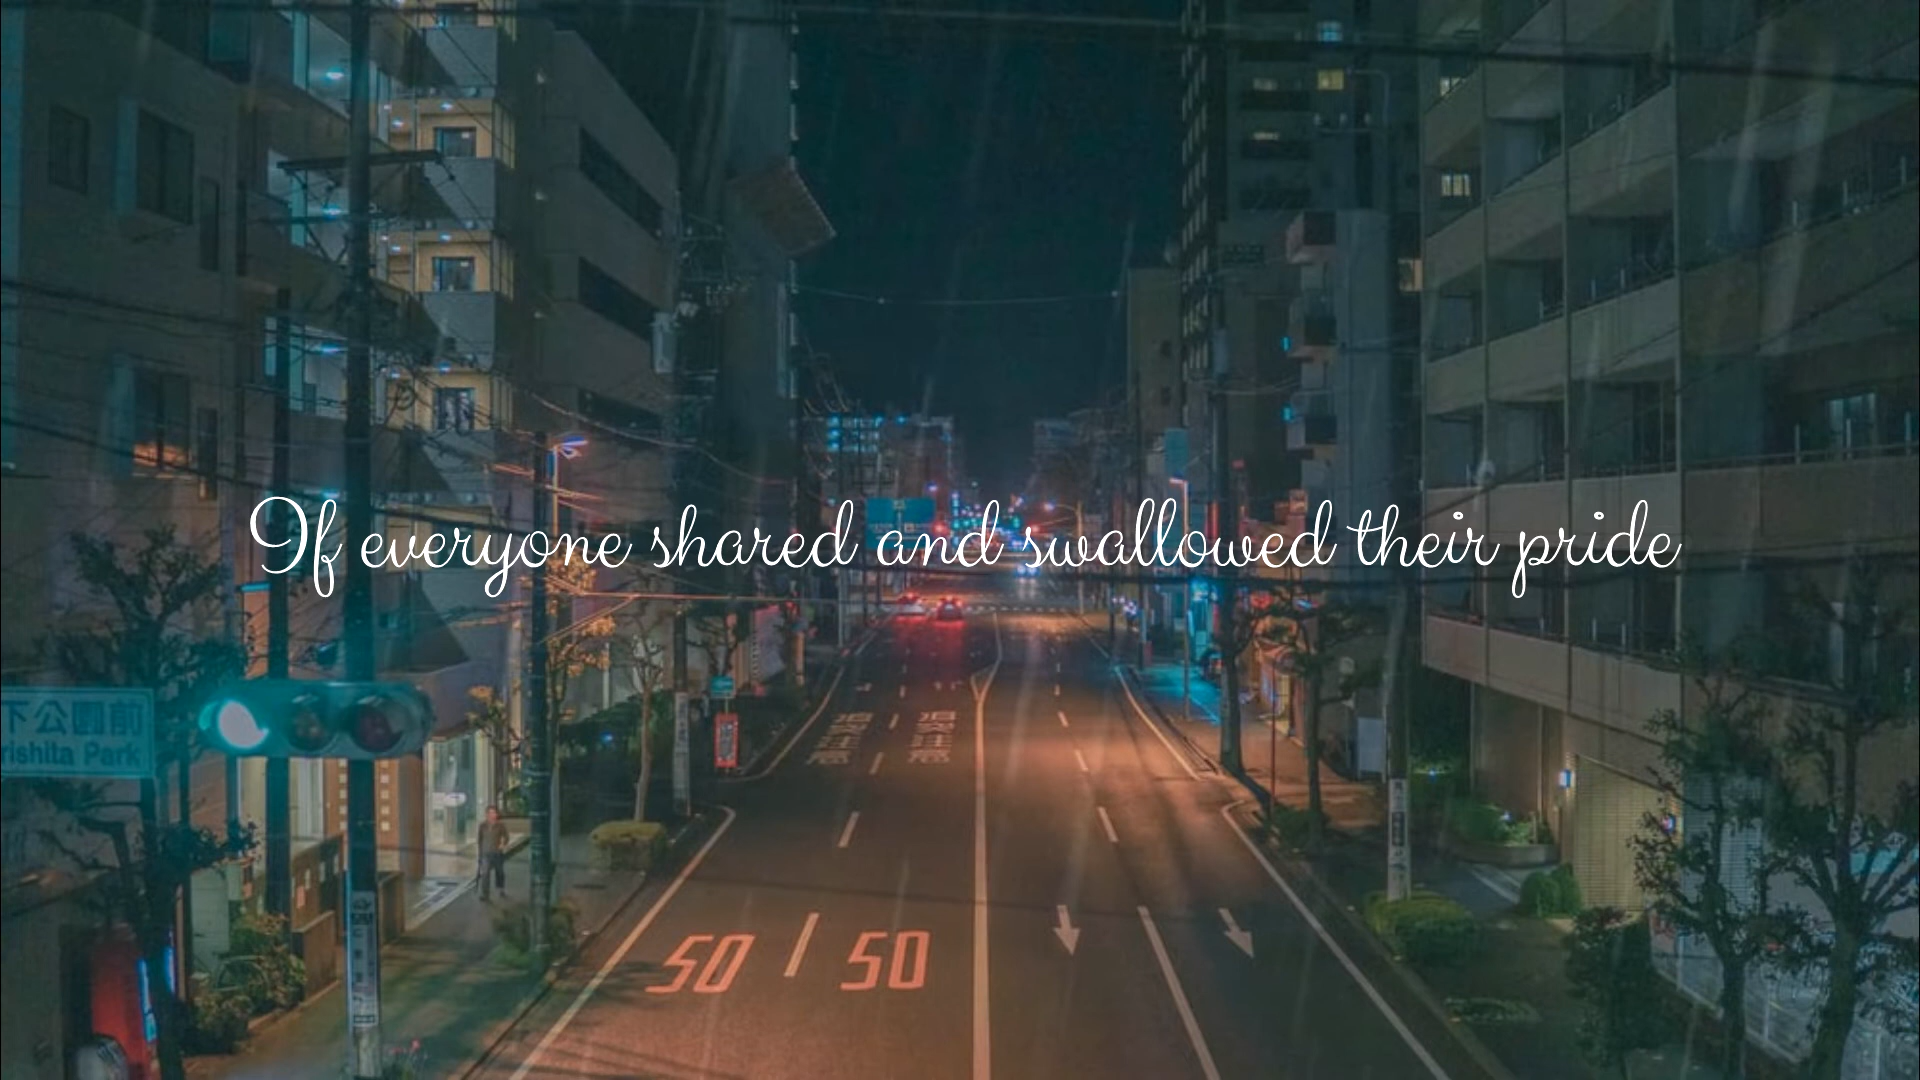 If everyone shared and swallowed their pride
下公園前
rishita Park
50 50